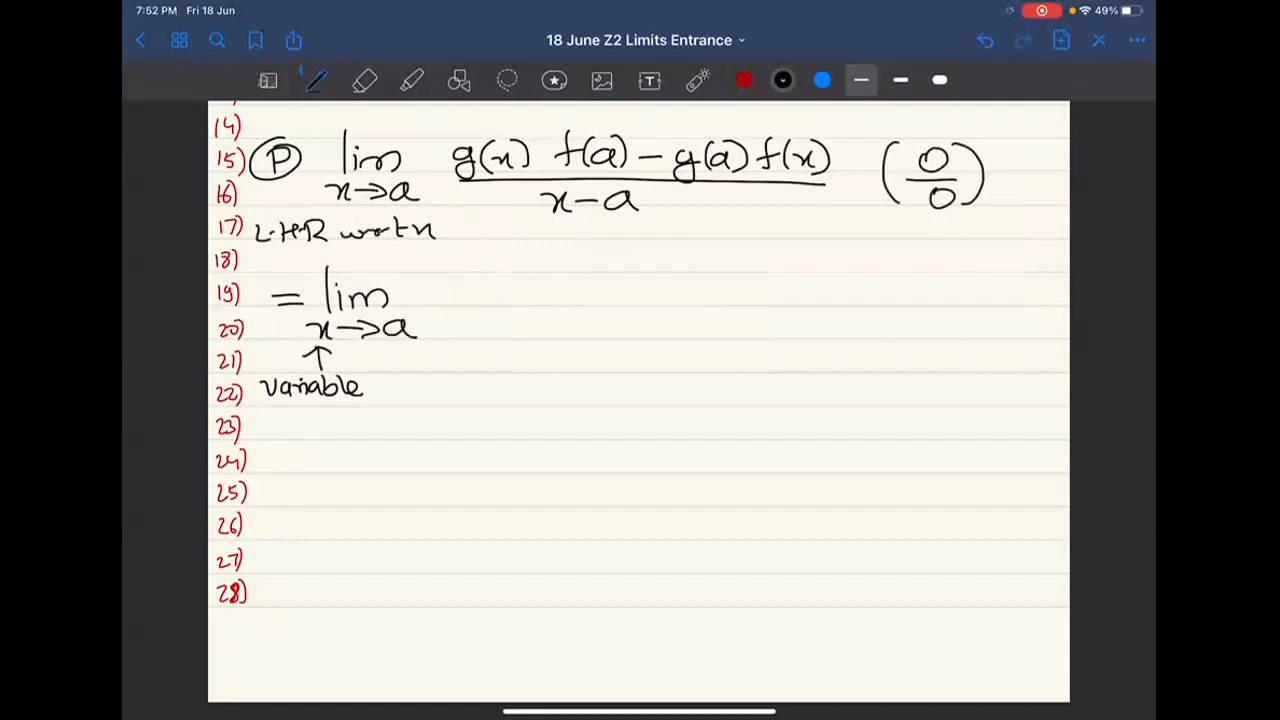 7:52 PM Fri 18 Jun
49%
18 June Z2 Limits Entrance
14)
15) P lim x→a g(x) f(a) - g(a) f(x) / x-a (0/0)
16)
17) L.H.R w.r.t x
18)
19) = lim
20) x→a
21) ↑
22) variable
23)
24)
25)
26)
27)
28)